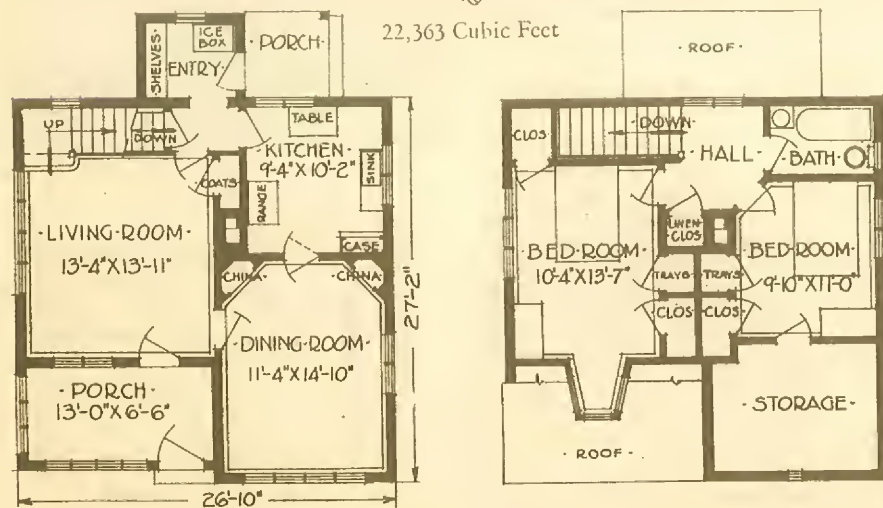 22,363 Cubic Feet
SHELVES
ICE
BOX
PORCH
ENTRY
UP
DOWN
TABLE
KITCHEN
9'-4"X10'-2"
SINK
COATS
RANGE
CASE
LIVING·ROOM
13'-4"X13'-11"
CHINA
CHINA
DINING·ROOM
11'-4"X14'-10"
PORCH
13'-0"X6'-6"
27'-2"
26'-10"
ROOF
CLOS
DOWN
HALL
BATH
LINEN
CLOS
BED·ROOM
10'-4"X13'-7"
BED·ROOM
9'-10"X11'-0"
TRAYS
TRAYS
CLOS
CLOS
STORAGE
ROOF